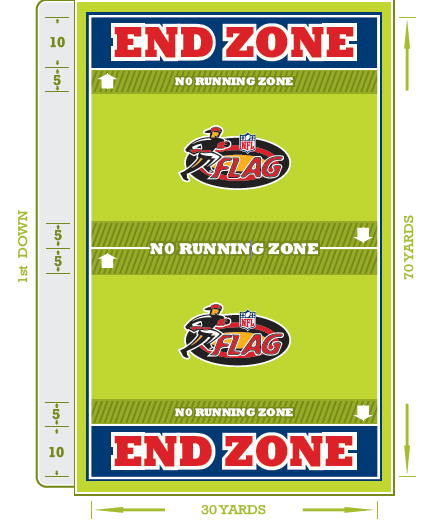 END ZONE
10
5
NO RUNNING ZONE
NFL
FLAG
1st DOWN
70 YARDS
5
NO RUNNING ZONE
5
NFL
FLAG
5
NO RUNNING ZONE
10
END ZONE
30 YARDS